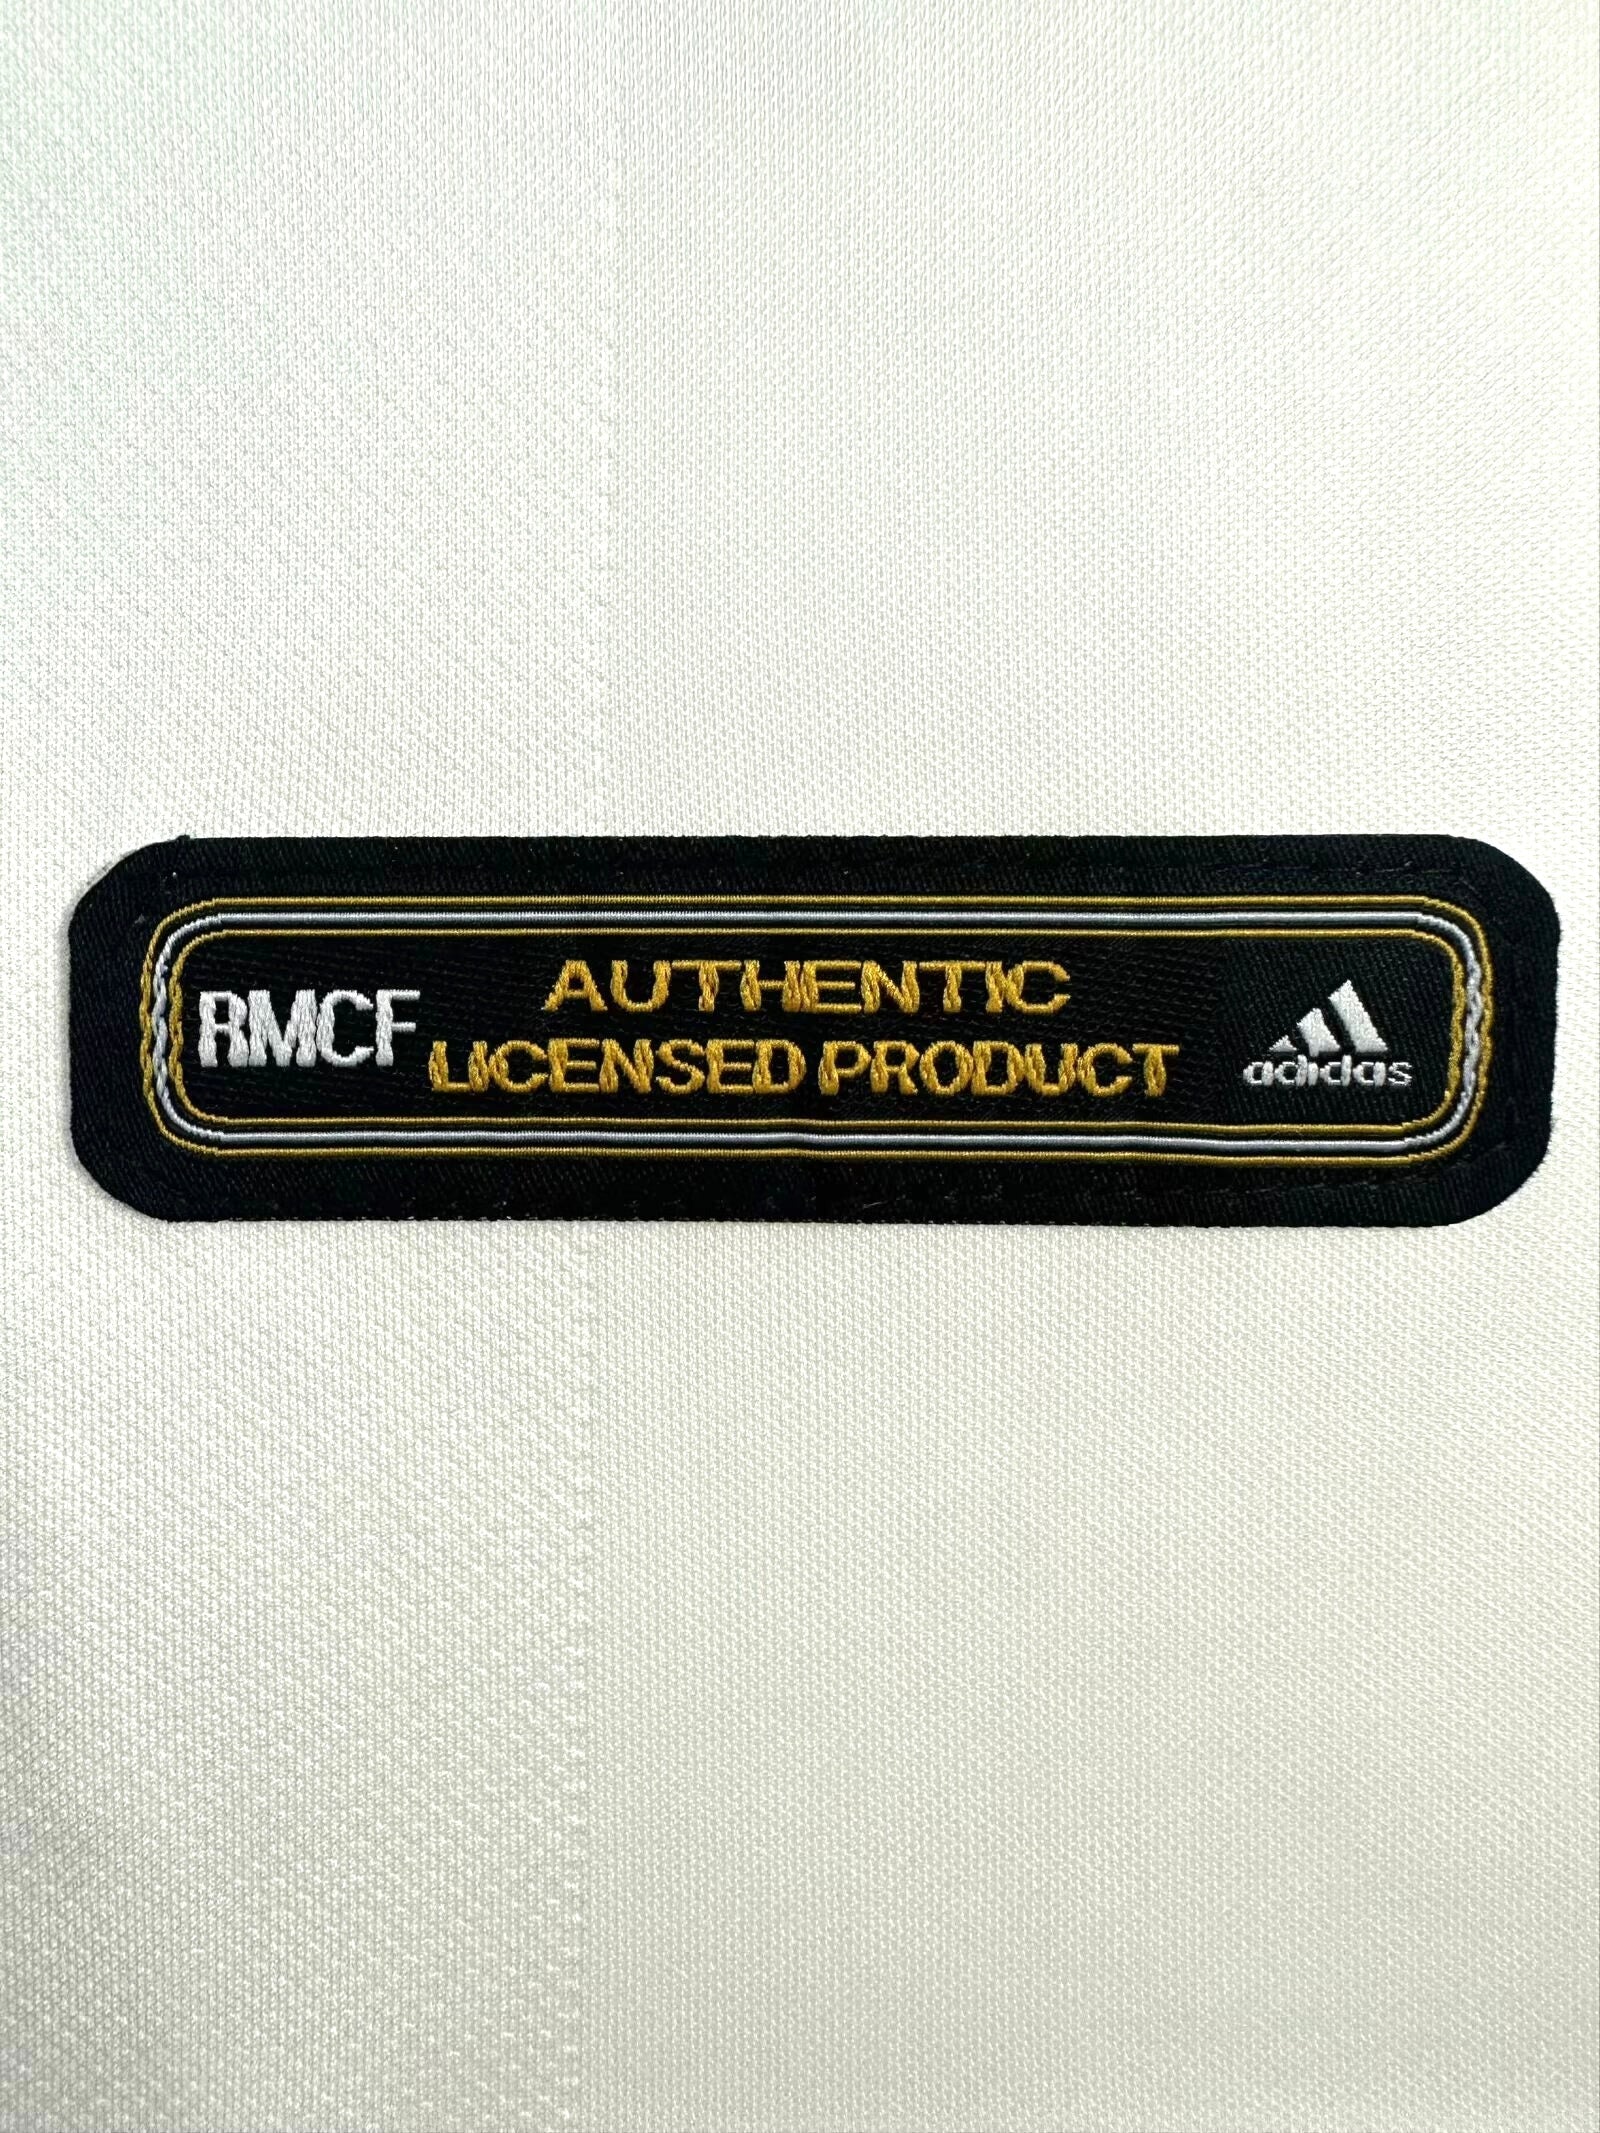 RMCF
AUTHENTIC
LICENSED PRODUCT
adidas